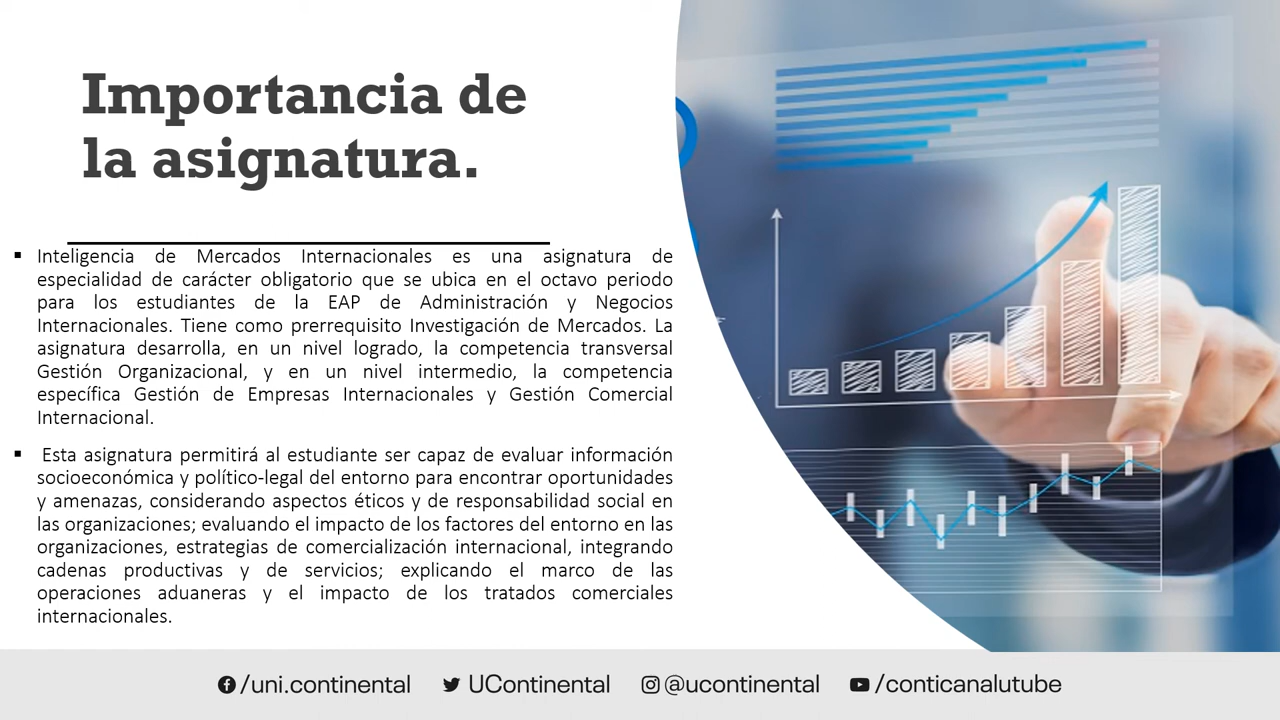 Importancia de
la asignatura.
▪ Inteligencia de Mercados Internacionales es una asignatura de
especialidad de carácter obligatorio que se ubica en el octavo periodo
para los estudiantes de la EAP de Administración y Negocios
Internacionales. Tiene como prerrequisito Investigación de Mercados. La
asignatura desarrolla, en un nivel logrado, la competencia transversal
Gestión Organizacional, y en un nivel intermedio, la competencia
específica Gestión de Empresas Internacionales y Gestión Comercial
Internacional.
▪ Esta asignatura permitirá al estudiante ser capaz de evaluar información
socioeconómica y político-legal del entorno para encontrar oportunidades
y amenazas, considerando aspectos éticos y de responsabilidad social en
las organizaciones; evaluando el impacto de los factores del entorno en las
organizaciones, estrategias de comercialización internacional, integrando
cadenas productivas y de servicios; explicando el marco de las
operaciones aduaneras y el impacto de los tratados comerciales
internacionales.
/uni.continental UContinental @ucontinental /conticanalutube